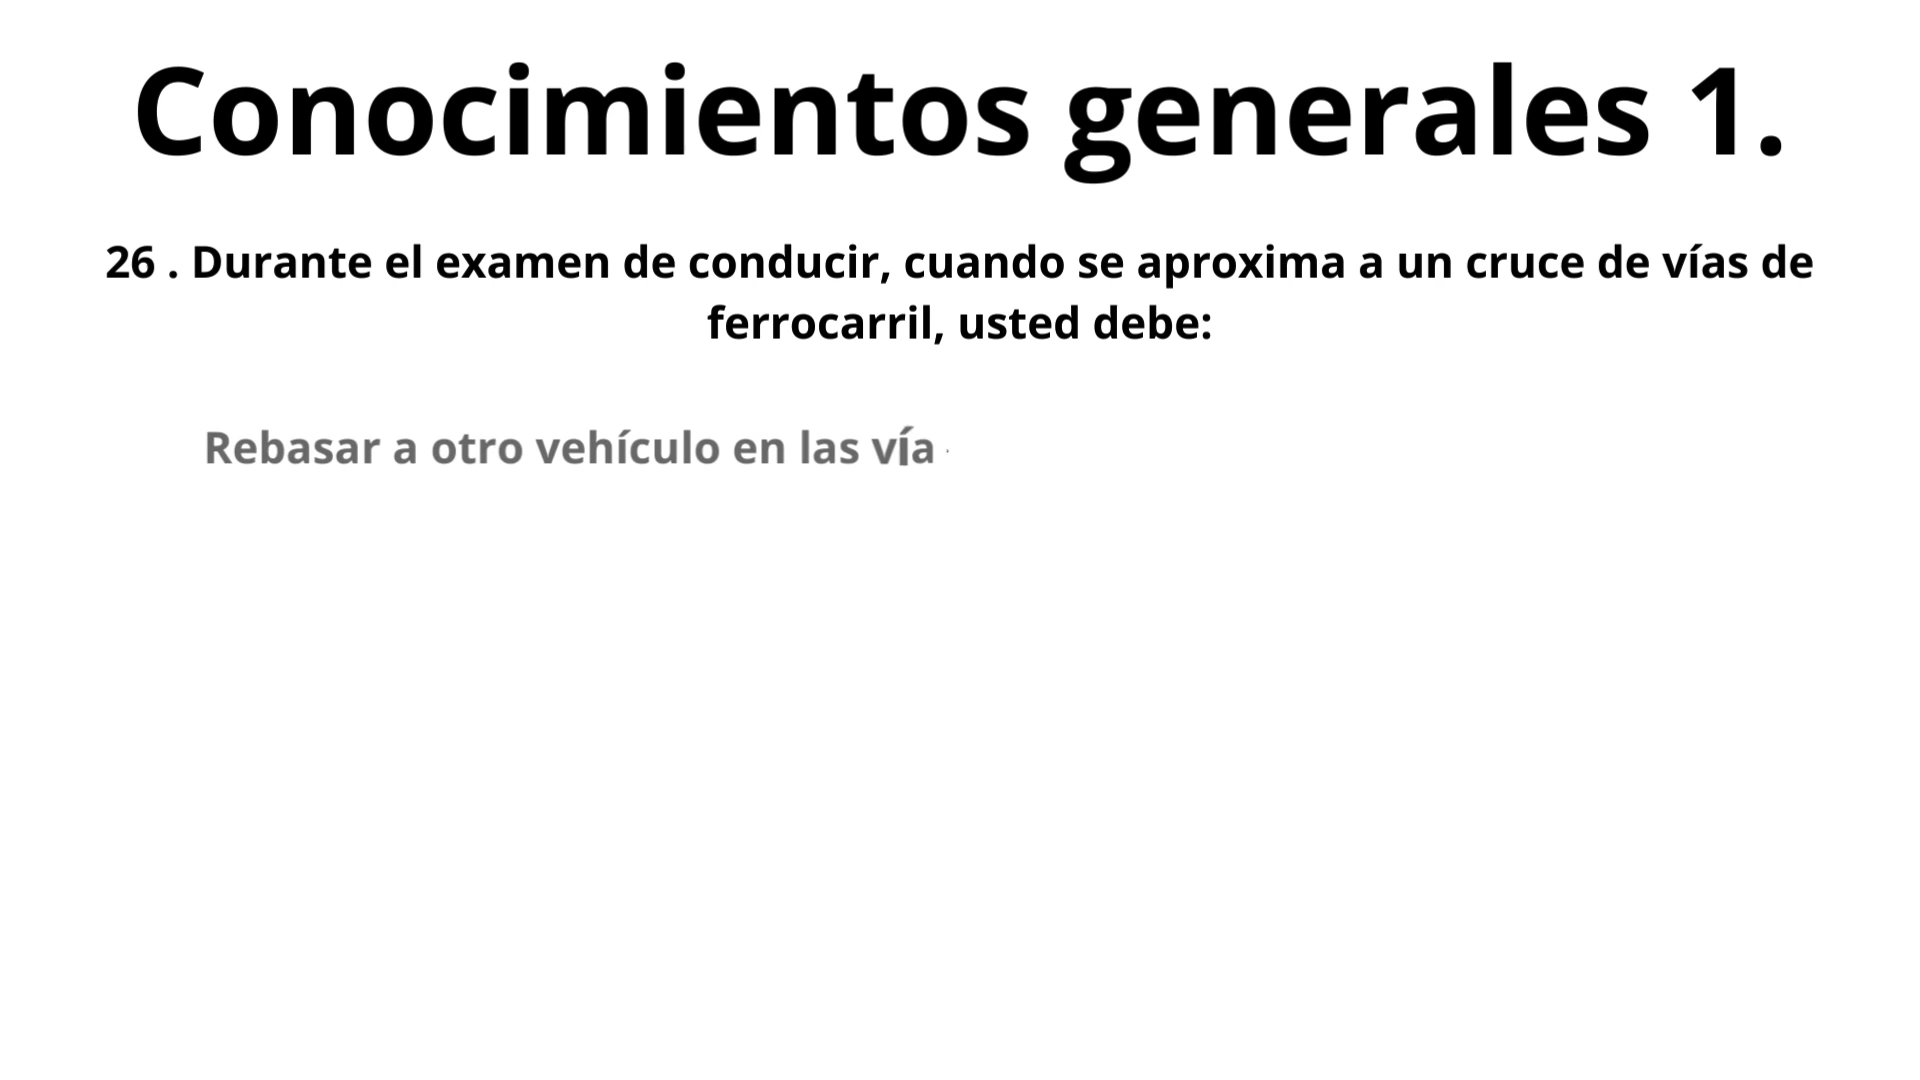 Conocimientos generales 1.
26 . Durante el examen de conducir, cuando se aproxima a un cruce de vías de
ferrocarril, usted debe:
Rebasar a otro vehículo en las vía